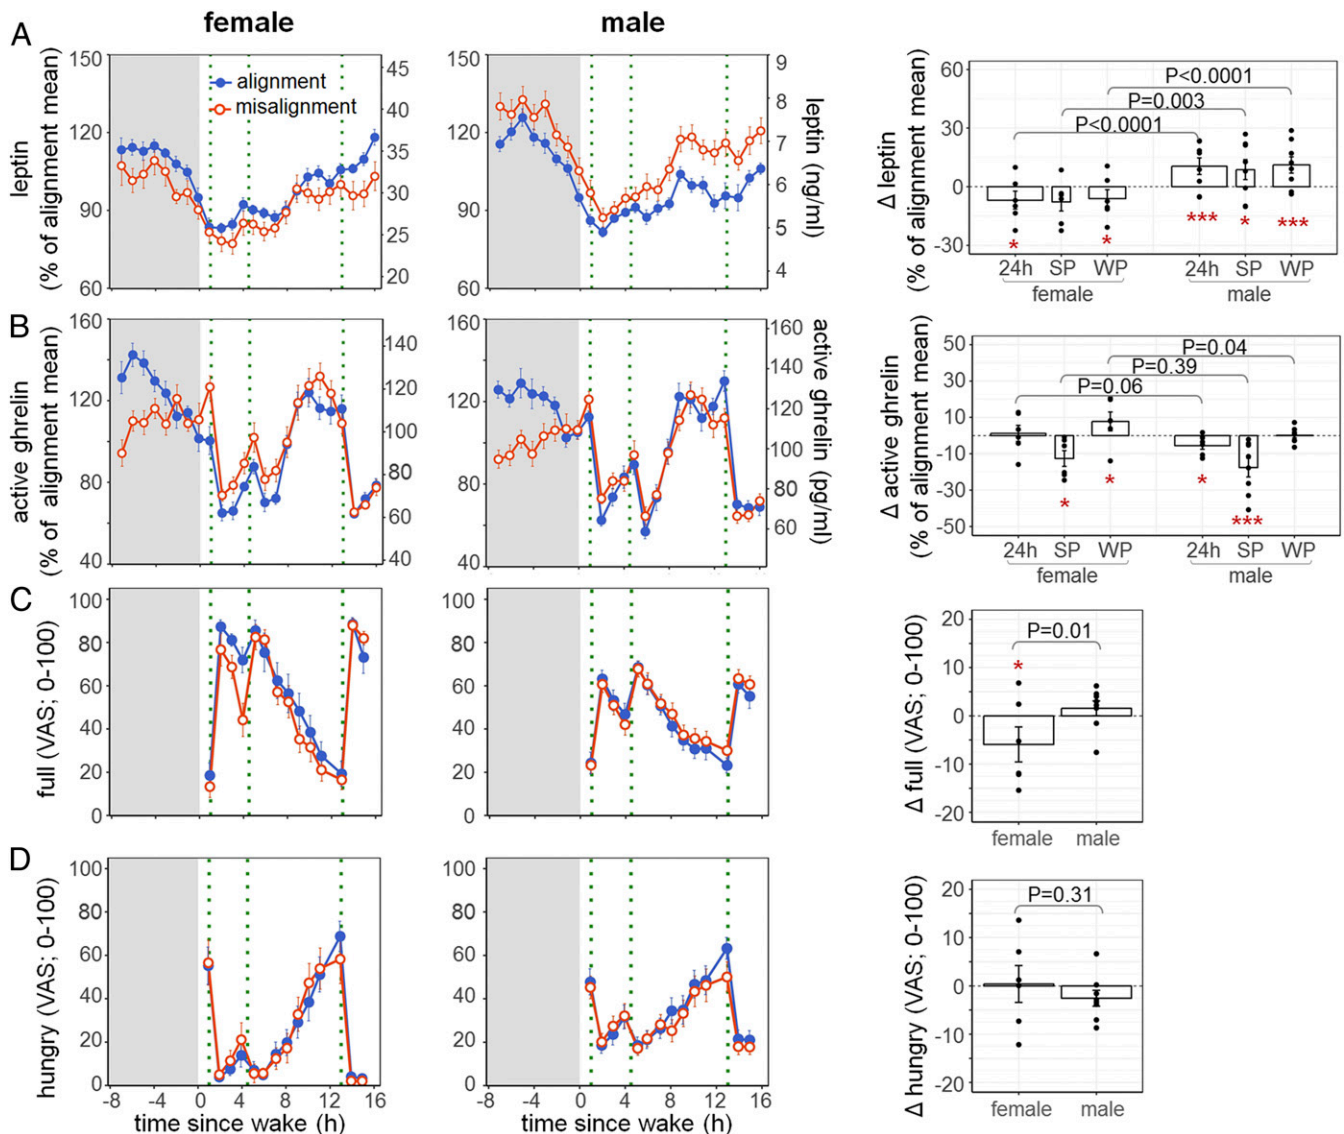 female male
A
150
120
90
60
leptin
(% of alignment mean)
alignment
misalignment
45
40
35
30
25
20
150
120
90
60
9
8
7
6
5
4
leptin (ng/ml)
Δ leptin
(% of alignment mean)
60
30
0
-30
P<0.0001
P=0.003
P<0.0001
* * *** * ***
24h SP WP 24h SP WP
female male
B
160
120
80
40
active ghrelin
(% of alignment mean)
140
120
100
80
60
40
160
120
80
40
160
140
120
100
80
60
active ghrelin
(pg/ml)
Δ active ghrelin
(% of alignment mean)
50
30
10
-10
-30
-50
P=0.04
P=0.39
P=0.06
* * * ***
24h SP WP 24h SP WP
female male
C
full (VAS; 0-100)
100
80
60
40
20
0
100
80
60
40
20
0
Δ full (VAS; 0-100)
20
10
0
-10
-20
P=0.01
*
female male
D
hungry (VAS; 0-100)
100
80
60
40
20
0
-8 -4 0 4 8 12 16
time since wake (h)
100
80
60
40
20
0
-8 -4 0 4 8 12 16
time since wake (h)
Δ hungry (VAS; 0-100)
20
10
0
-10
-20
P=0.31
female male